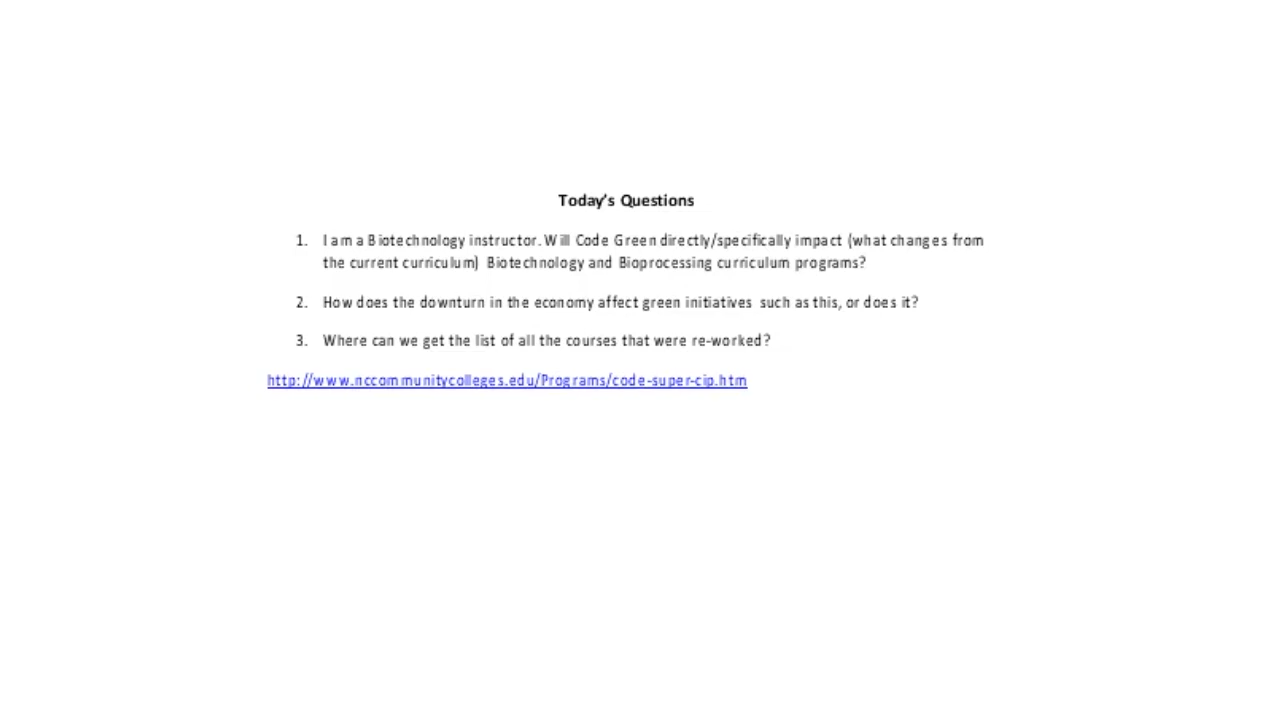 Today's Questions
1. I am a Biotechnology instructor. Will Code Green directly/specifically impact (what changes from
the current curriculum) Biotechnology and Bioprocessing curriculum programs?
2. How does the downturn in the economy affect green initiatives such as this, or does it?
3. Where can we get the list of all the courses that were re-worked?
http://www.nccommunitycolleges.edu/Programs/code-super-cip.htm